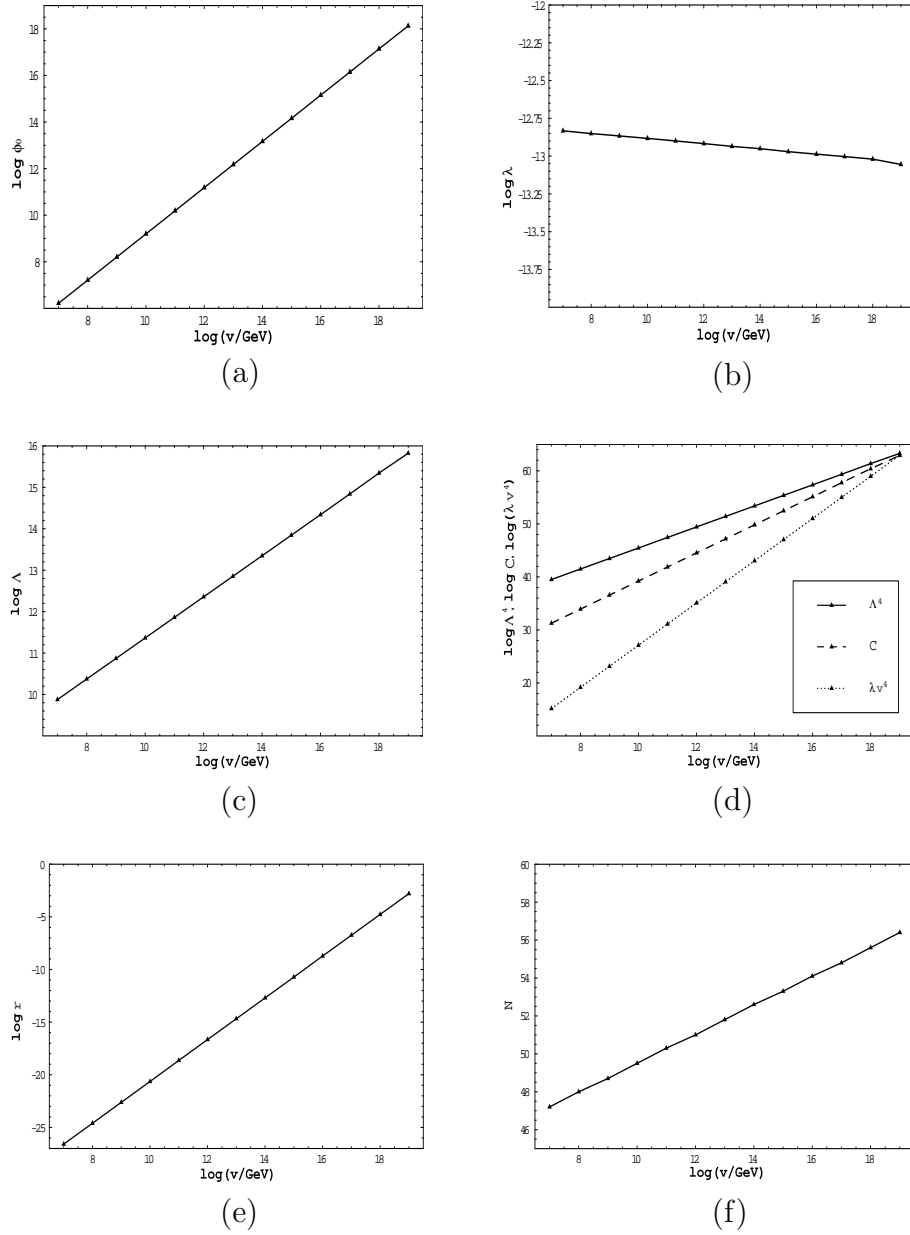 18
16
14
12
10
8
log ϕ₀
8 10 12 14 16 18
log(v/GeV)
(a)
-12
-12.25
-12.5
-12.75
-13
-13.25
-13.5
-13.75
log λ
8 10 12 14 16 18
log(v/GeV)
(b)
16
15
14
13
12
11
10
log Λ
8 10 12 14 16 18
log(v/GeV)
(c)
60
50
40
30
20
log Λ⁴, log C, log(λv⁴)
Λ⁴
C
λv⁴
8 10 12 14 16 18
log(v/GeV)
(d)
0
-5
-10
-15
-20
-25
log r
8 10 12 14 16 18
log(v/GeV)
(e)
60
58
56
54
52
50
48
46
N
8 10 12 14 16 18
log(v/GeV)
(f)